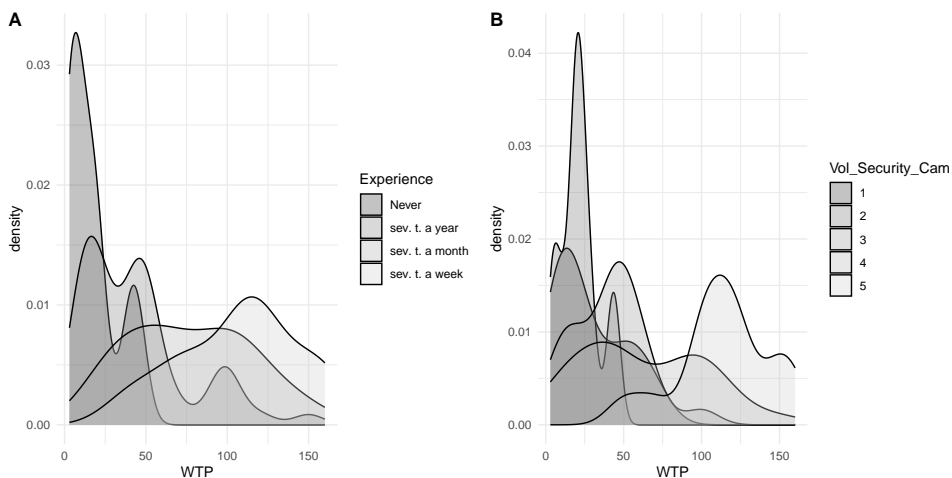 A
density
0.03
0.02
0.01
0.00
0
50
100
150
WTP
Experience
Never
sev. t. a year
sev. t. a month
sev. t. a week
B
density
0.04
0.03
0.02
0.01
0.00
0
50
100
150
WTP
Vol_Security_Cam
1
2
3
4
5